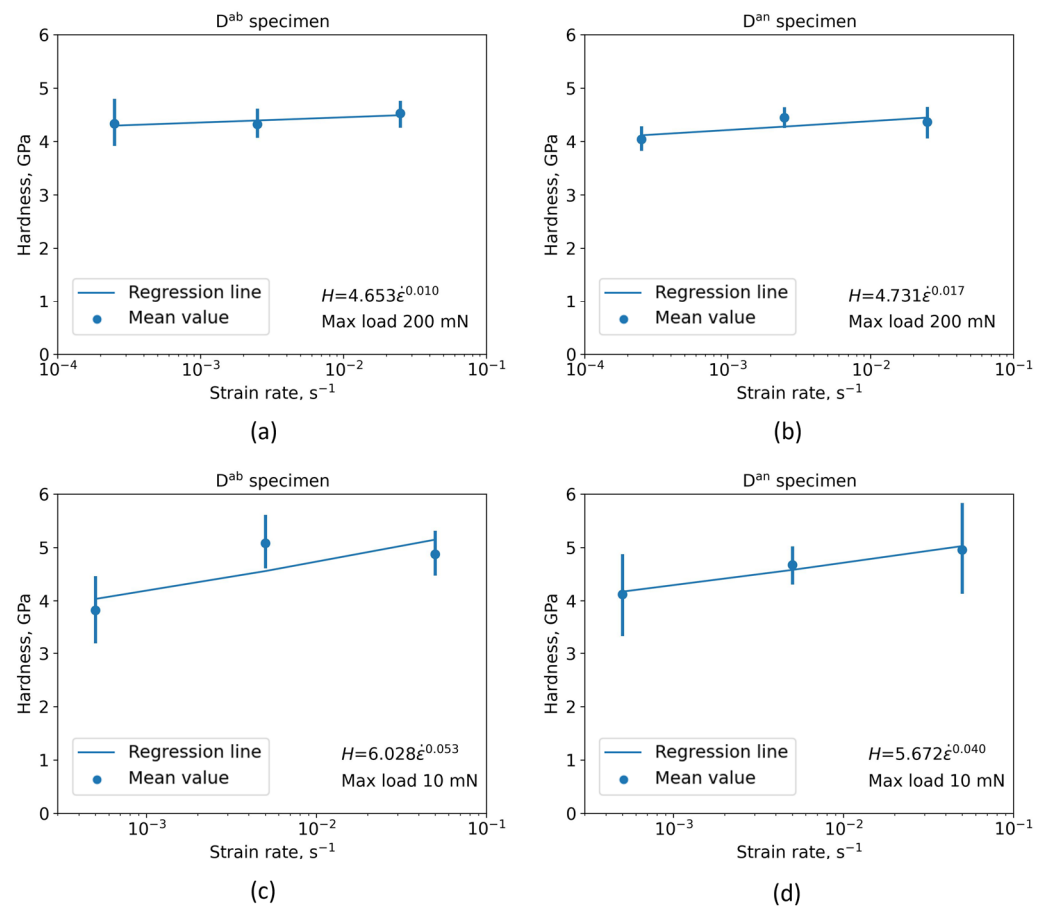 D^ab specimen
6
5
4
3
2
1
0
Hardness, GPa
Regression line
Mean value
H=4.653ε̇^0.010
Max load 200 mN
10⁻⁴
10⁻³
10⁻²
10⁻¹
Strain rate, s⁻¹
(a)
D^an specimen
6
5
4
3
2
1
0
Hardness, GPa
Regression line
Mean value
H=4.731ε̇^0.017
Max load 200 mN
10⁻⁴
10⁻³
10⁻²
10⁻¹
Strain rate, s⁻¹
(b)
D^ab specimen
6
5
4
3
2
1
0
Hardness, GPa
Regression line
Mean value
H=6.028ε̇^0.053
Max load 10 mN
10⁻³
10⁻²
10⁻¹
Strain rate, s⁻¹
(c)
D^an specimen
6
5
4
3
2
1
0
Hardness, GPa
Regression line
Mean value
H=5.672ε̇^0.040
Max load 10 mN
10⁻³
10⁻²
10⁻¹
Strain rate, s⁻¹
(d)